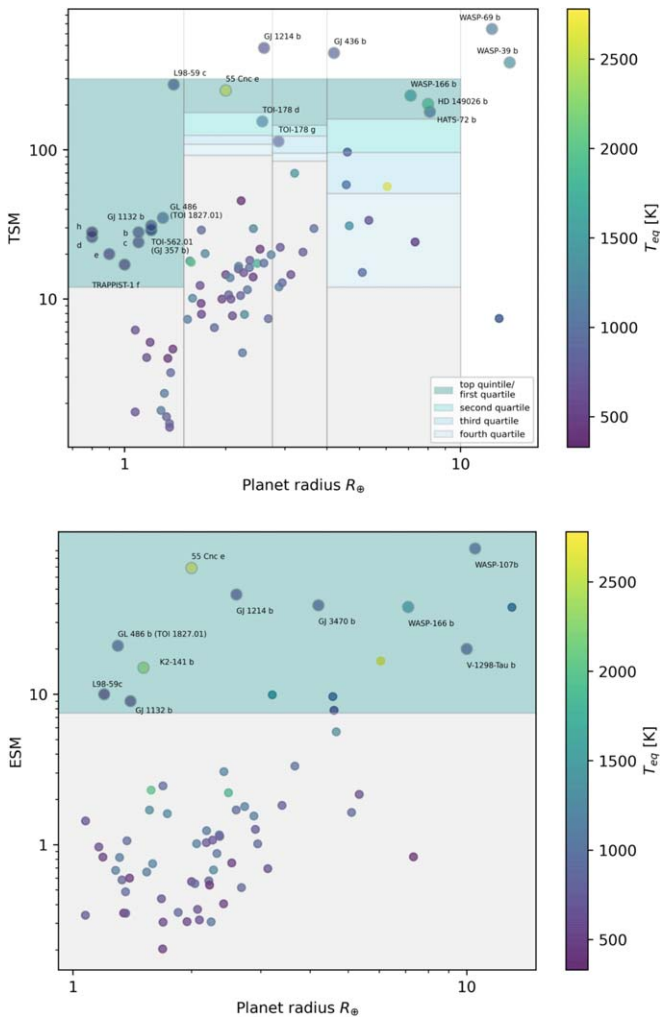 WASP-69 b
GJ 1214 b
GJ 436 b
WASP-39 b
L98-59 c
55 Cnc e
WASP-166 b
HD 149026 b
TOI-178 d
HATS-72 b
TOI-178 g
GL 486
(TOI 1827.01)
GJ 1132 b
h
b
d
c
TOI-562.01
(GJ 357 b)
e
TRAPPIST-1 f
100
10
TSM
top quintile/
first quartile
second quartile
third quartile
fourth quartile
1
10
Planet radius R⊕
2500
2000
1500
1000
500
Teq [K]
55 Cnc e
WASP-107b
GJ 1214 b
GJ 3470 b
WASP-166 b
GL 486 b (TOI 1827.01)
K2-141 b
V-1298-Tau b
L98-59c
GJ 1132 b
10
1
ESM
1
10
Planet radius R⊕
2500
2000
1500
1000
500
Teq [K]